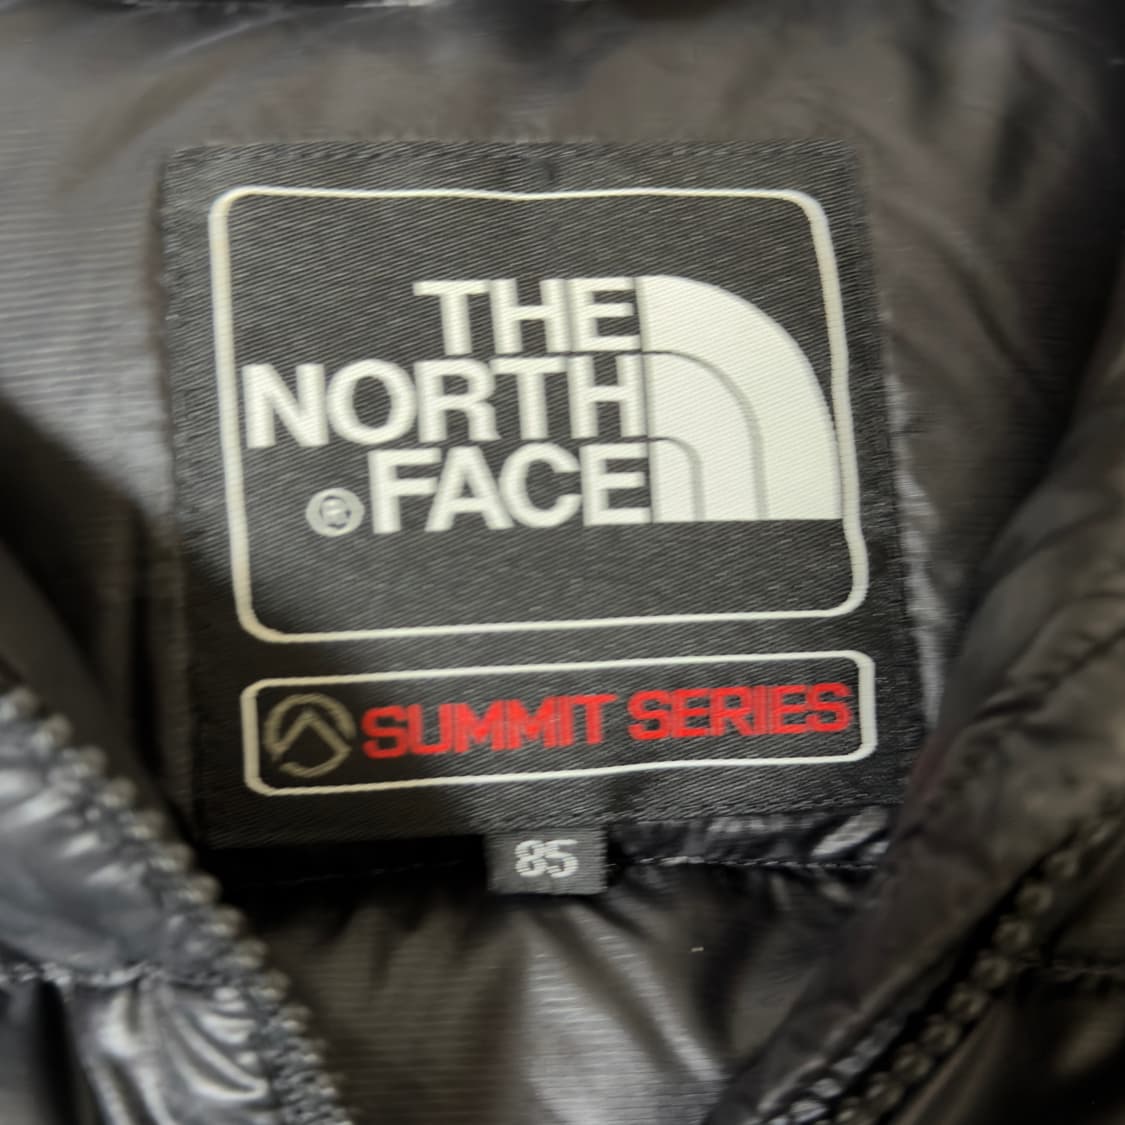 THE
NORTH
®FACE
SUMMIT SERIES
85